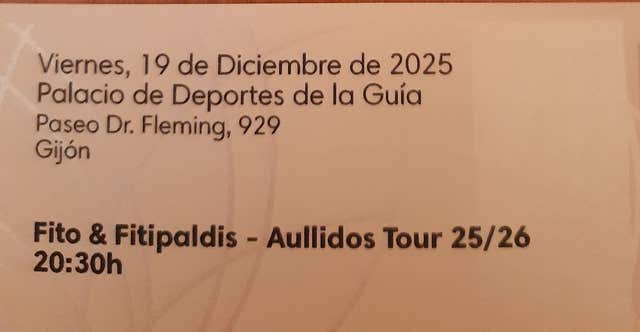 Viernes, 19 de Diciembre de 2025
Palacio de Deportes de la Guía
Paseo Dr. Fleming, 929
Gijón
Fito & Fitipaldis - Aullidos Tour 25/26
20:30h